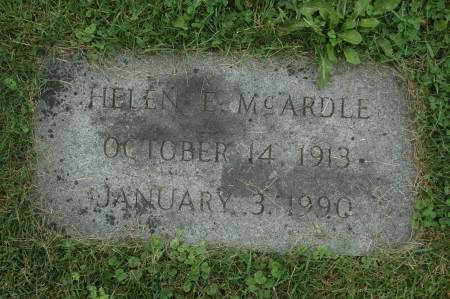 HELEN E. McARDLE
OCTOBER 14, 1913
JANUARY 3, 1990